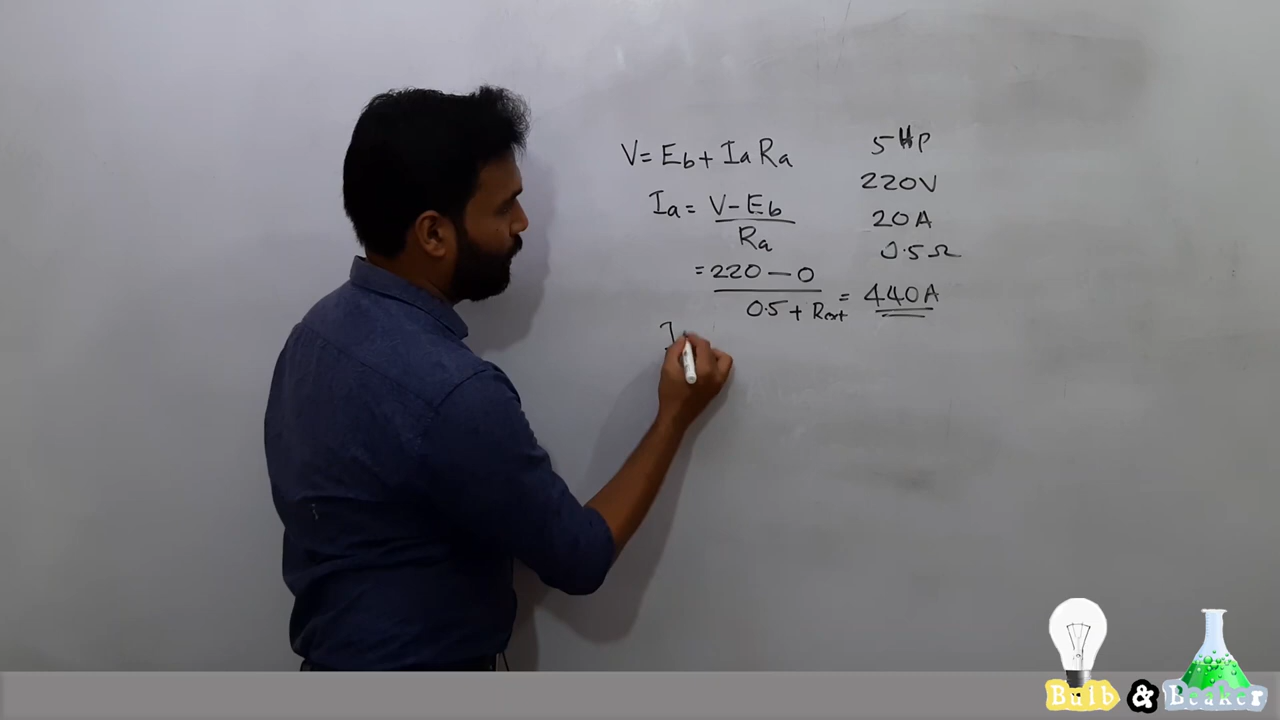 V = Eb + Ia Ra
Ia = V - Eb
Ra
= 220 - 0
0.5 + Rext = 440A
I
5 HP
220V
20A
0.5 Ω
Bulb & Beaker